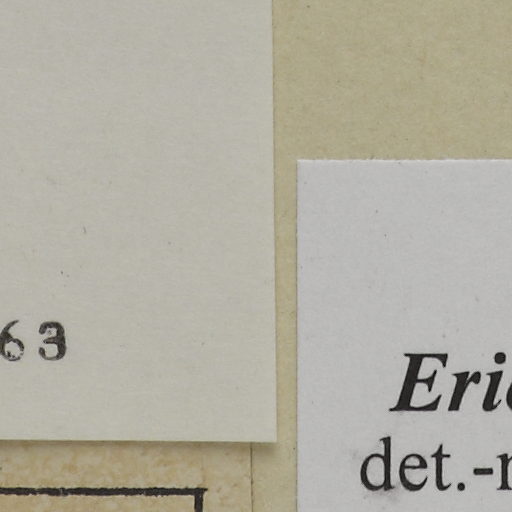 63
Eri
det.-